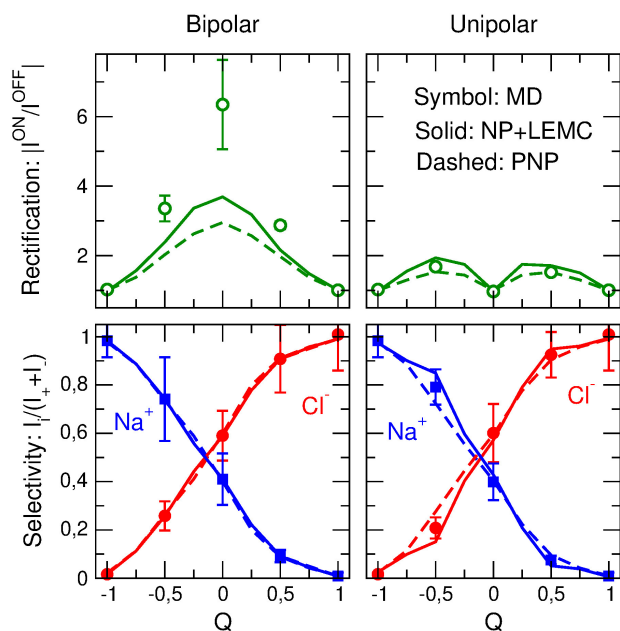 Bipolar
Unipolar
Rectification: |I^ON/I^OFF|
6
4
2
Symbol: MD
Solid: NP+LEMC
Dashed: PNP
Selectivity: I_i/(I_++I_-)
1
0,8
0,6
0,4
0,2
0
Na^+
Cl^-
Na^+
Cl^-
-1 -0,5 0 0,5 1
-1 -0,5 0 0,5 1
Q
Q